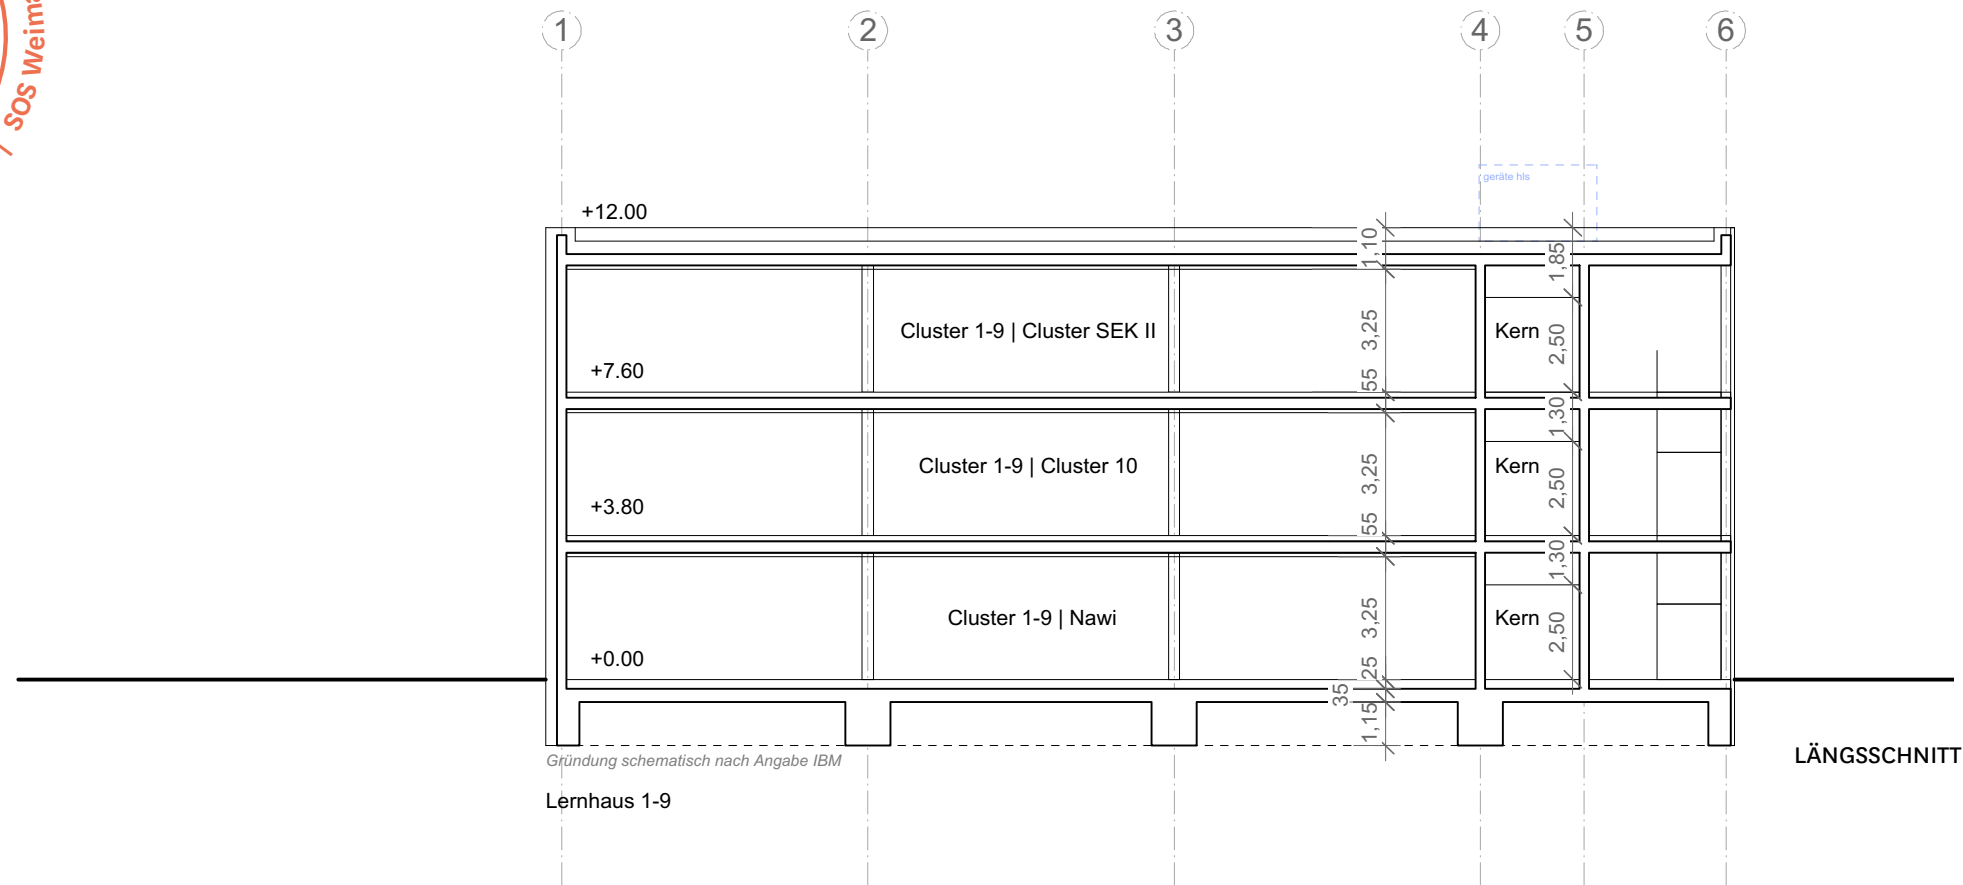 SOS Weima
1 2 3 4 5 6
geräte hls
+12.00
1,10
1,85
Cluster 1-9 | Cluster SEK II
Kern
3,25
2,50
+7.60
55
1,30
Cluster 1-9 | Cluster 10
Kern
3,25
2,50
+3.80
55
1,30
Cluster 1-9 | Nawi
Kern
3,25
2,50
+0.00
25
35
1,15
Gründung schematisch nach Angabe IBM
LÄNGSSCHNITT
Lernhaus 1-9